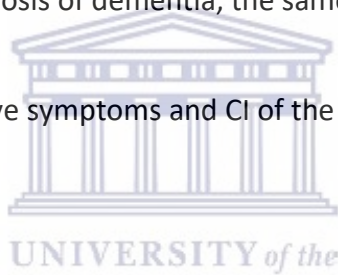 osis of dementia, the same
ve symptoms and CI of the
UNIVERSITY of the